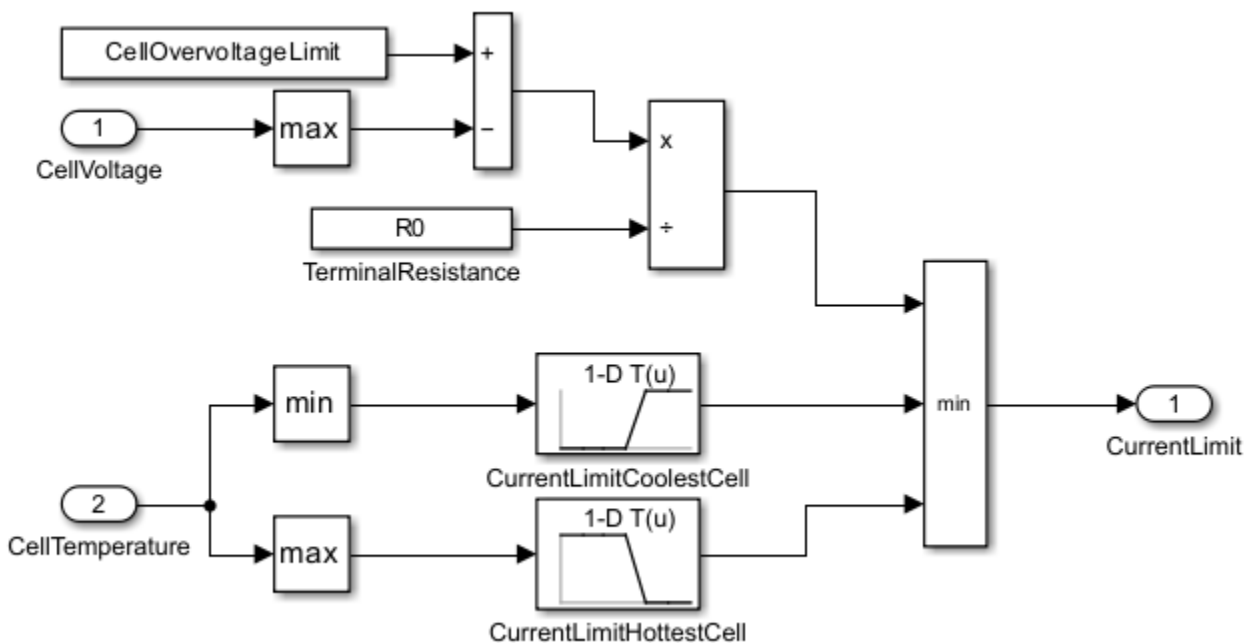 CellOvervoltageLimit
+
1
max
−
CellVoltage
x
R0
÷
TerminalResistance
1-D T(u)
min
min
1
CurrentLimit
CurrentLimitCoolestCell
2
1-D T(u)
CellTemperature
max
CurrentLimitHottestCell